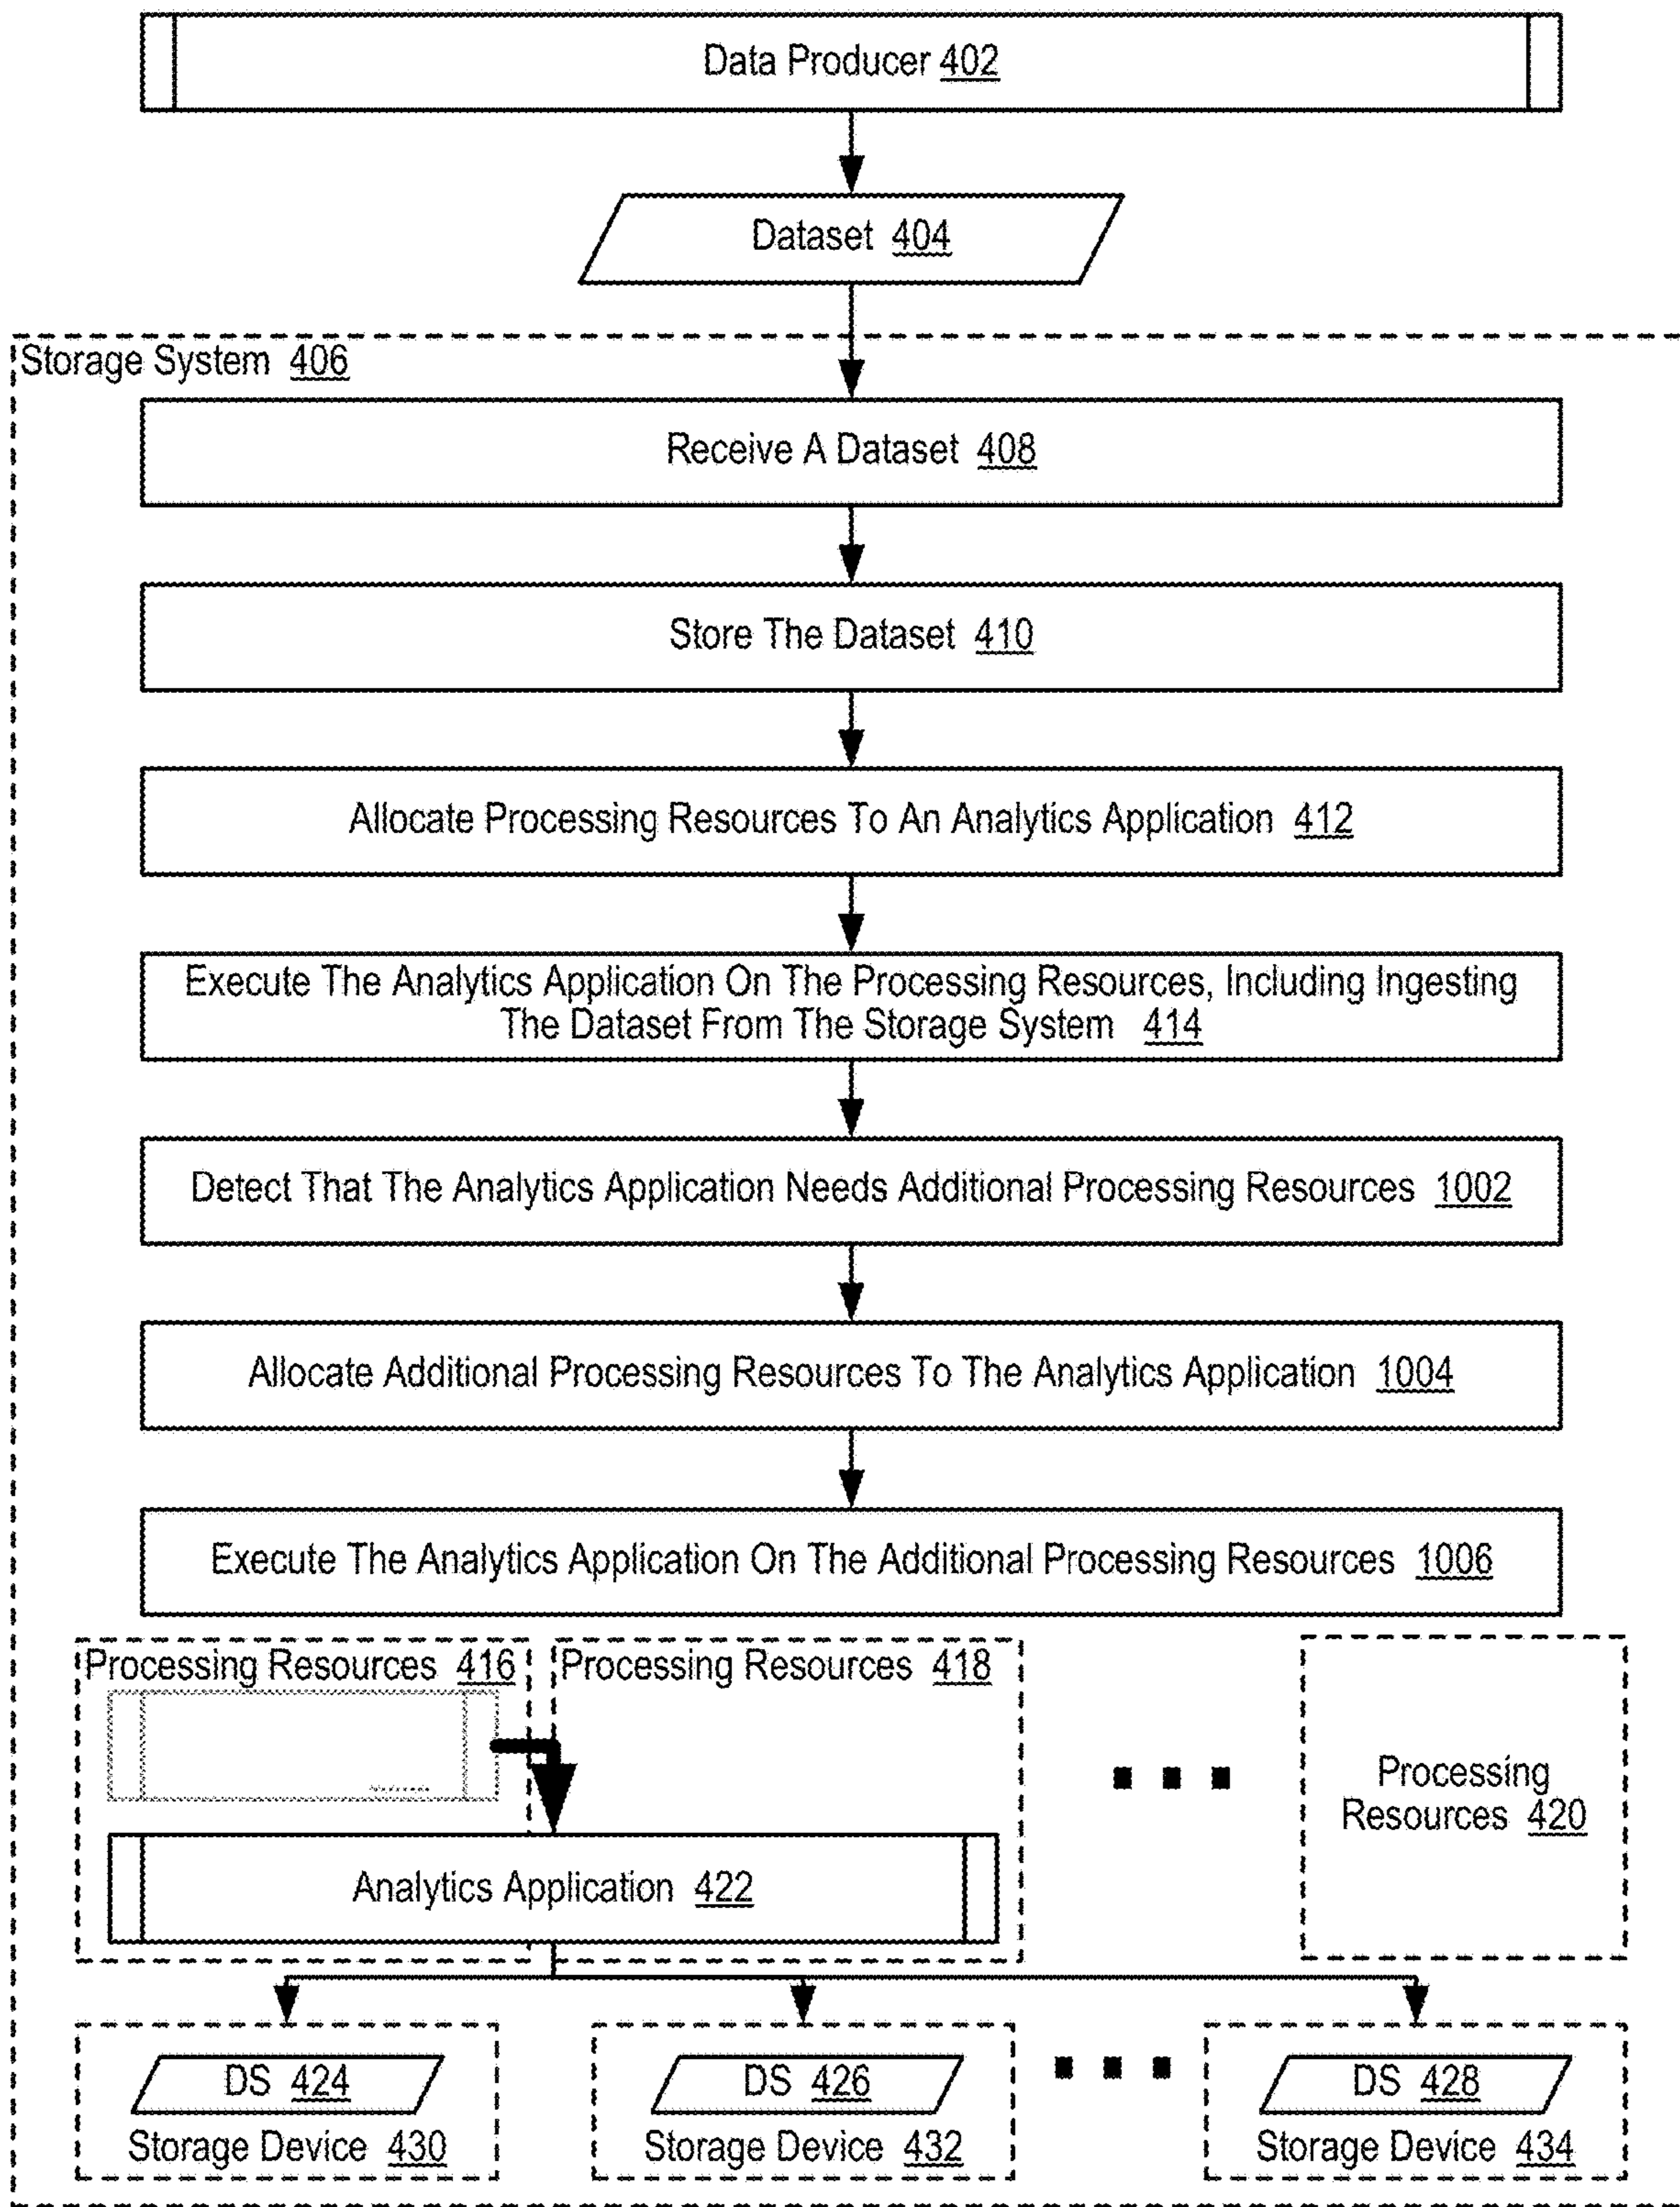 Data Producer 402
Dataset 404
Storage System 406
Receive A Dataset 408
Store The Dataset 410
Allocate Processing Resources To An Analytics Application 412
Execute The Analytics Application On The Processing Resources, Including Ingesting
The Dataset From The Storage System 414
Detect That The Analytics Application Needs Additional Processing Resources 1002
Allocate Additional Processing Resources To The Analytics Application 1004
Execute The Analytics Application On The Additional Processing Resources 1006
Processing Resources 416
Processing Resources 418
Processing
Resources 420
Analytics Application 422
DS 424
DS 426
DS 428
Storage Device 430
Storage Device 432
Storage Device 434